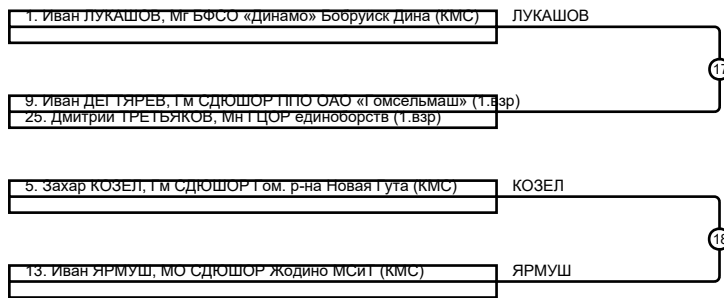 1. Иван ЛУКАШОВ, Мг БФСО «Динамо» Бобруйск Дина (КМС) ЛУКАШОВ
17
9. Иван ДЕГТЯРЕВ, Гм СДЮШОР ППО ОАО «Гомсельмаш» (1.взр)
25. Дмитрий ТРЕТЬЯКОВ, Мн ГЦОР единоборств (1.взр)
5. Захар КОЗЕЛ, Гм СДЮШОР Гом. р-на Новая Гута (КМС) КОЗЕЛ
18
13. Иван ЯРМУШ, МО СДЮШОР Жодино МСиТ (КМС) ЯРМУШ